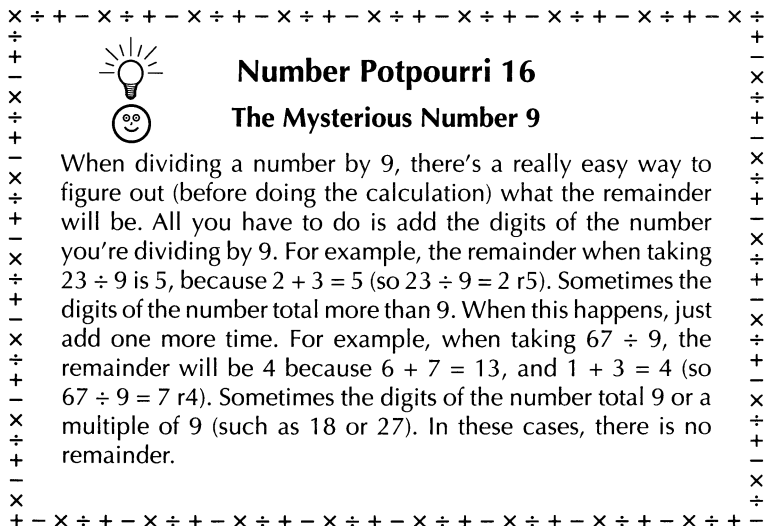 Number Potpourri 16
The Mysterious Number 9
When dividing a number by 9, there's a really easy way to
figure out (before doing the calculation) what the remainder
will be. All you have to do is add the digits of the number
you're dividing by 9. For example, the remainder when taking
23 ÷ 9 is 5, because 2 + 3 = 5 (so 23 ÷ 9 = 2 r5). Sometimes the
digits of the number total more than 9. When this happens, just
add one more time. For example, when taking 67 ÷ 9, the
remainder will be 4 because 6 + 7 = 13, and 1 + 3 = 4 (so
67 ÷ 9 = 7 r4). Sometimes the digits of the number total 9 or a
multiple of 9 (such as 18 or 27). In these cases, there is no
remainder.